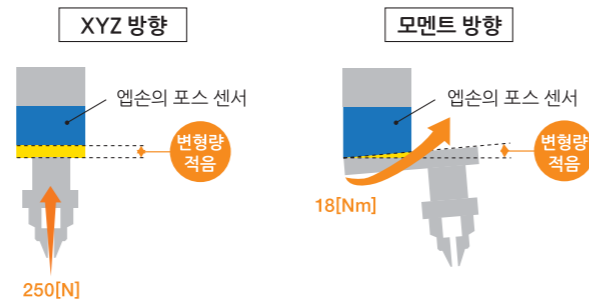 XYZ 방향
모멘트 방향
엡손의 포스 센서
엡손의 포스 센서
변형량
적음
변형량
적음
18[Nm]
250[N]